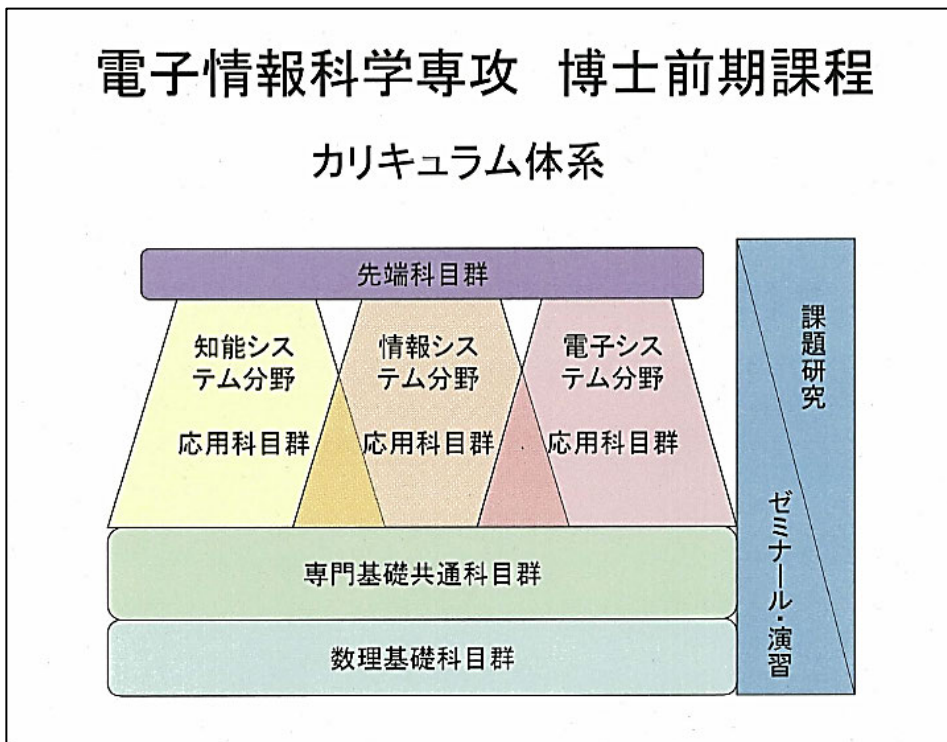 電子情報科学専攻 博士前期課程
カリキュラム体系
先端科目群
知能シス
テム分野
応用科目群
情報シス
テム分野
応用科目群
電子シス
テム分野
応用科目群
専門基礎共通科目群
数理基礎科目群
課題研究
ゼミナール・演習